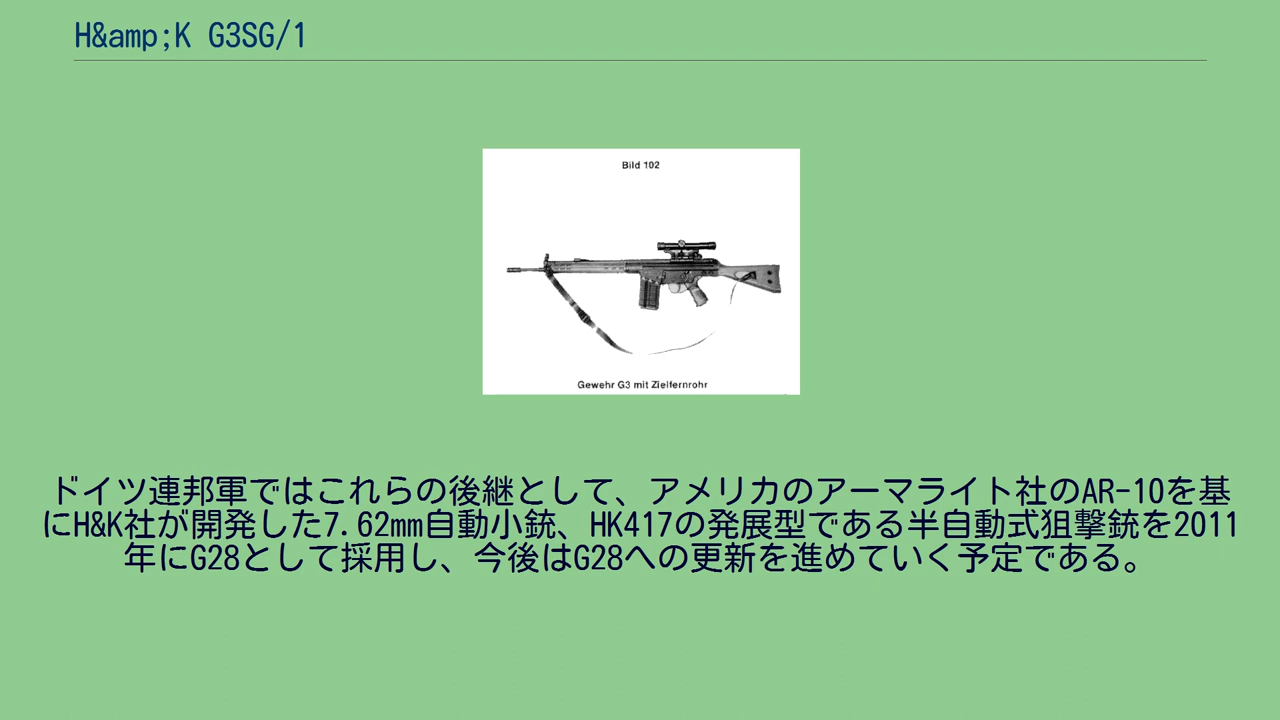 H&amp;K G3SG/1
Bild 102
Gewehr G3 mit Zielfernrohr
ドイツ連邦軍ではこれらの後継として、アメリカのアーマライト社のAR-10を基
にH&K社が開発した7.62mm自動小銃、HK417の発展型である半自動式狙撃銃を2011
年にG28として採用し、今後はG28への更新を進めていく予定である。